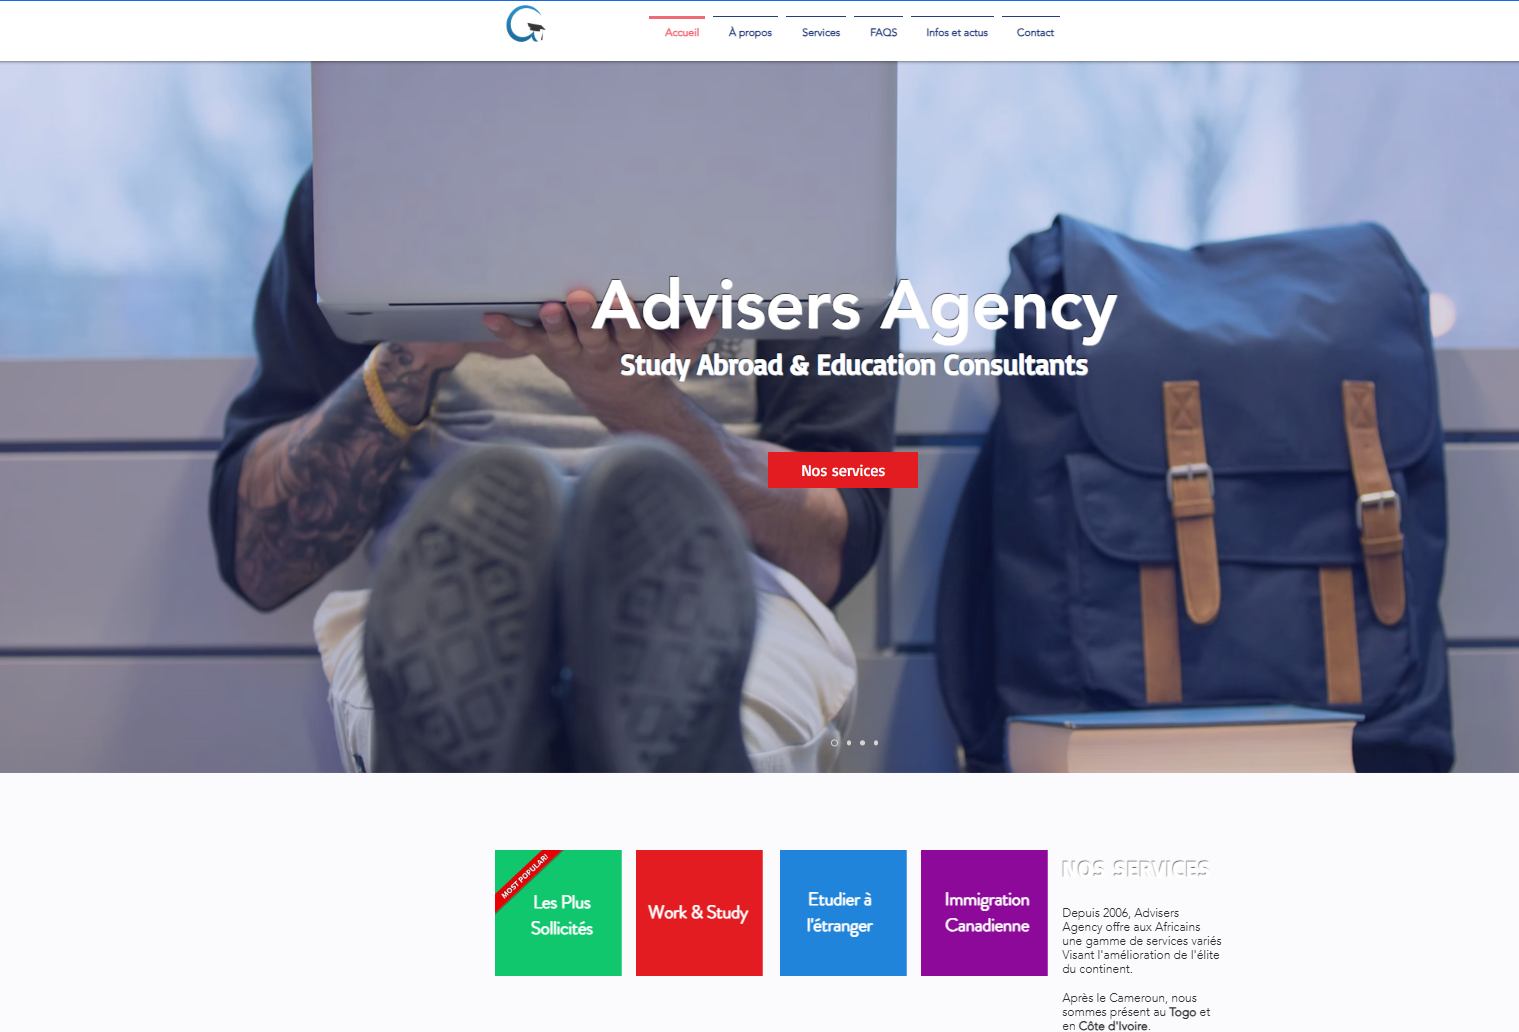 Accueil
À propos
Services
FAQS
Infos et actus
Contact
Advisers Agency
Study Abroad & Education Consultants
Nos services
MOST POPULAR!
Les Plus
Sollicités
Work & Study
Etudier à
l'étranger
Immigration
Canadienne
NOS SERVICES
Depuis 2006, Advisers
Agency offre aux Africains
une gamme de services variés
Visant l'amélioration de l'élite
du continent.
Après le Cameroun, nous
sommes présent au Togo et
en Côte d'Ivoire.